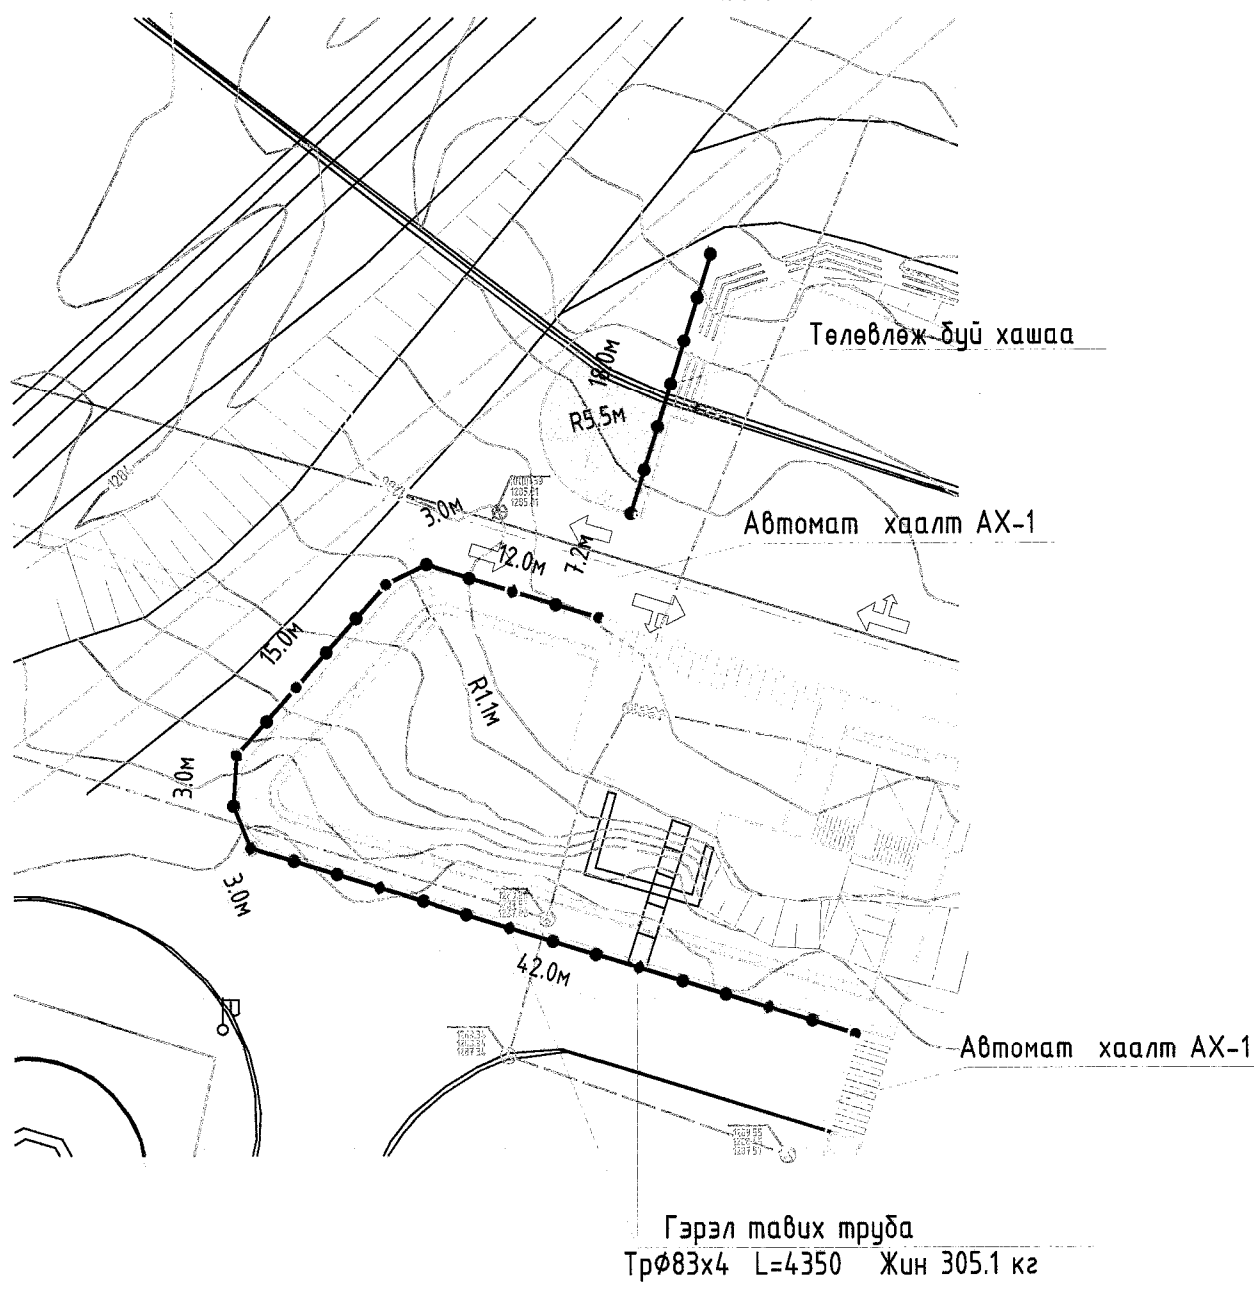 Төлөвлөж буй хашаа
18.0м
R5.5м
3.0м
Автомат хаалт АХ-1
12.0м
7.2м
15.0м
R1.1м
3.0м
3.0м
42.0м
Автомат хаалт АХ-1
Гэрэл тавих труба
ТрФ83х4 L=4350 Жин 305.1 кг